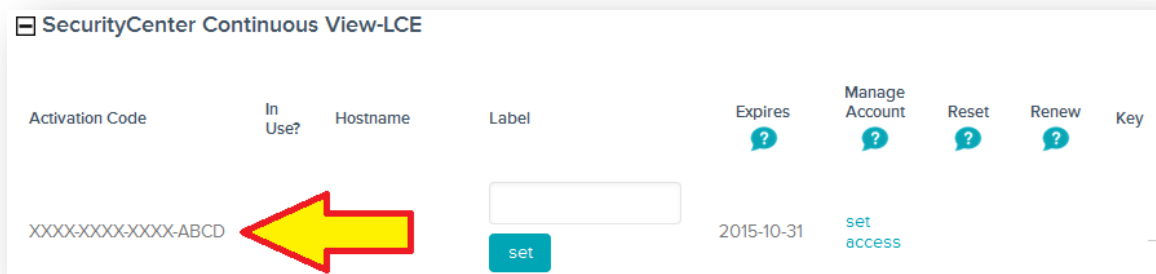 SecurityCenter Continuous View-LCE
Activation Code
In
Use?
Hostname
Label
Expires
?
Manage
Account
?
Reset
?
Renew
?
Key
XXXX-XXXX-XXXX-ABCD
set
2015-10-31
set
access